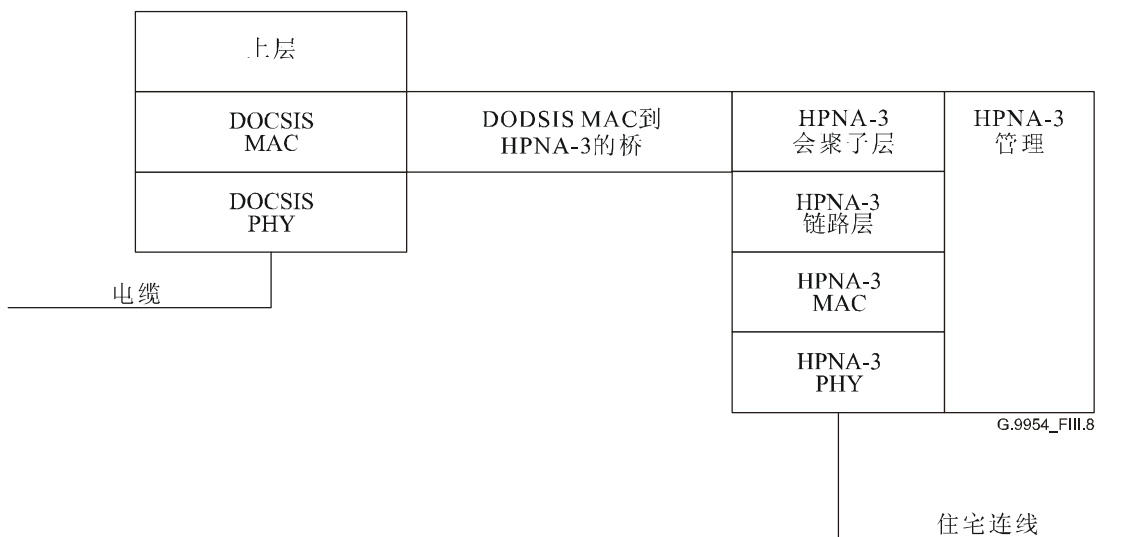 上层
DOCSIS
MAC
DODSIS MAC到
HPNA-3的桥
HPNA-3
会聚子层
HPNA-3
管理
DOCSIS
PHY
HPNA-3
链路层
电缆
HPNA-3
MAC
HPNA-3
PHY
G.9954_FIII.8
住宅连线